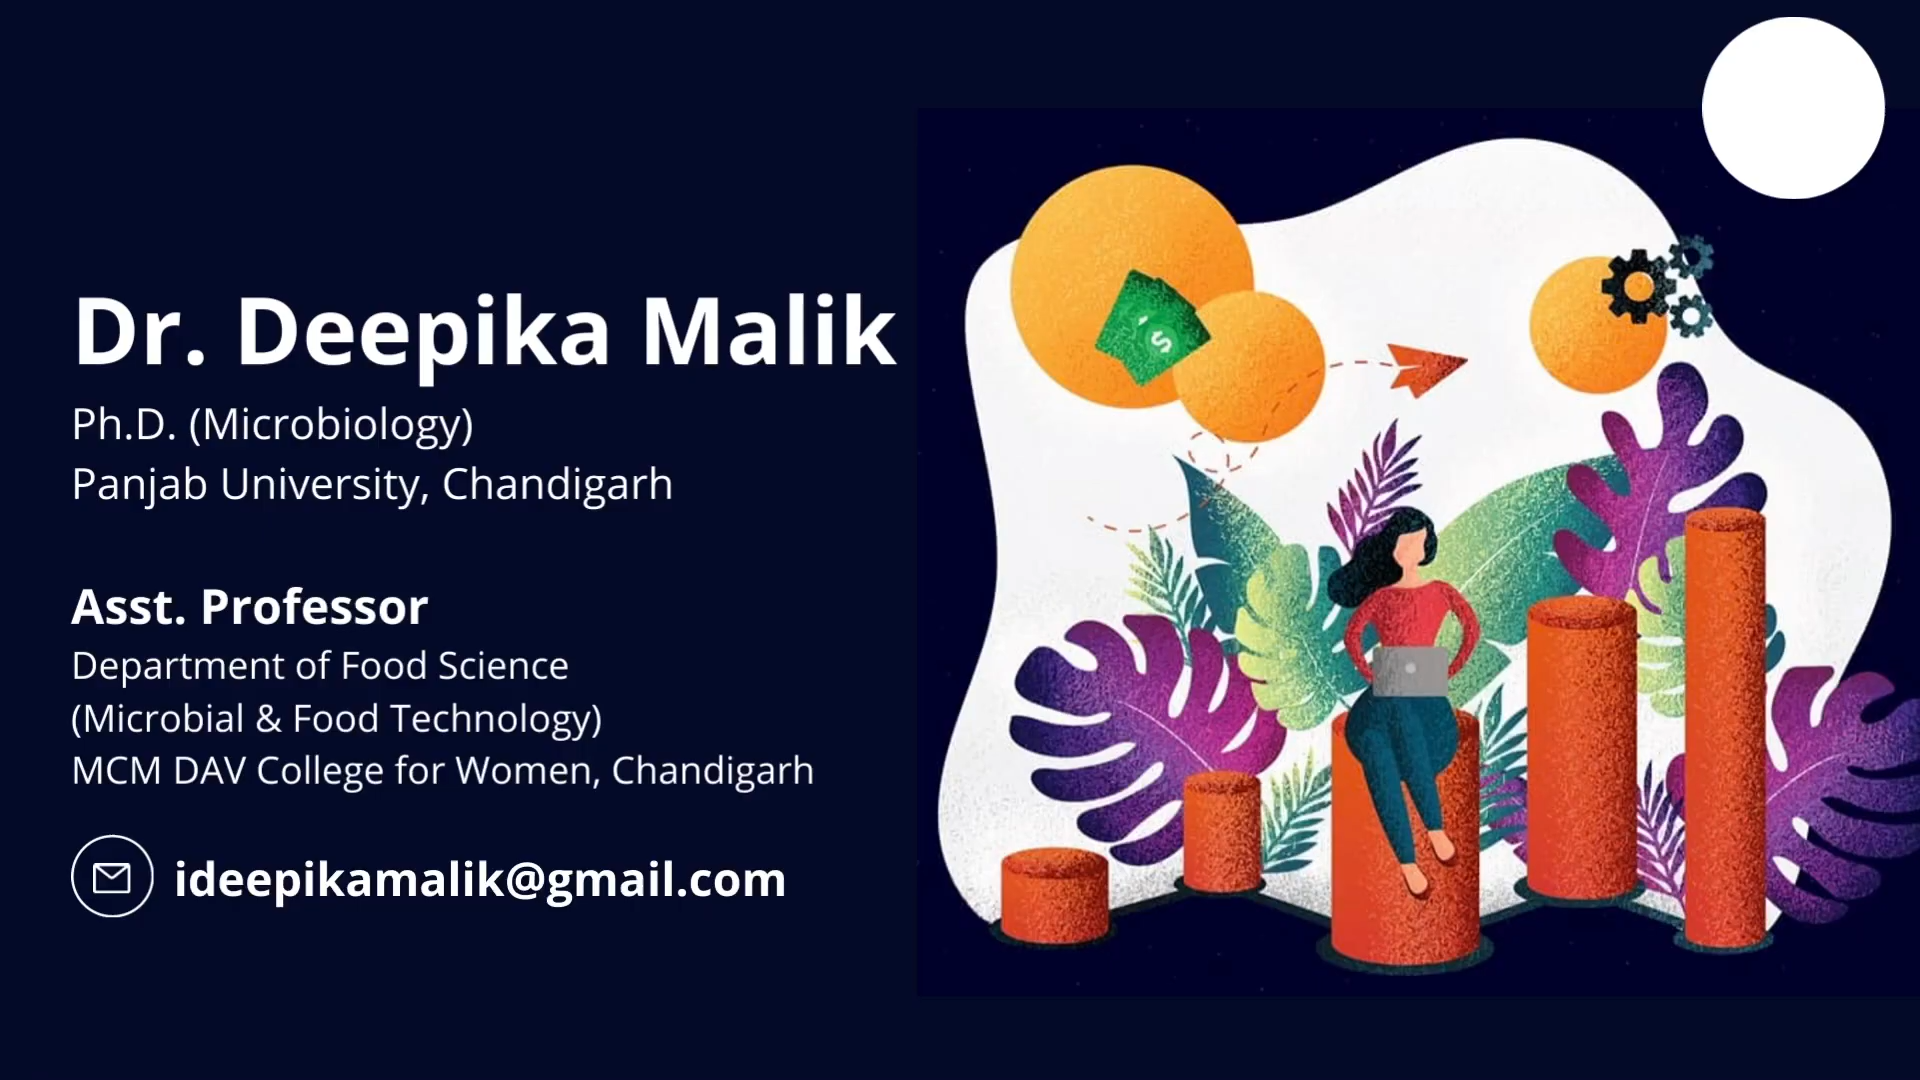 Dr. Deepika Malik
Ph.D. (Microbiology)
Panjab University, Chandigarh
Asst. Professor
Department of Food Science
(Microbial & Food Technology)
MCM DAV College for Women, Chandigarh
ideepikamalik@gmail.com
$